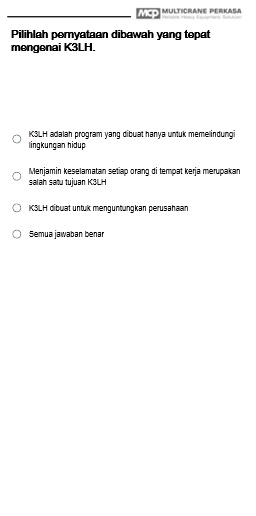 MCP MULTICRANE PERKASA
Reliable Heavy Equipment Solution
Pilihlah pernyataan dibawah yang tepat
mengenai K3LH.
K3LH adalah program yang dibuat hanya untuk memelindungi
lingkungan hidup
Menjamin keselamatan setiap orang di tempat kerja merupakan
salah satu tujuan K3LH
K3LH dibuat untuk menguntungkan perusahaan
Semua jawaban benar